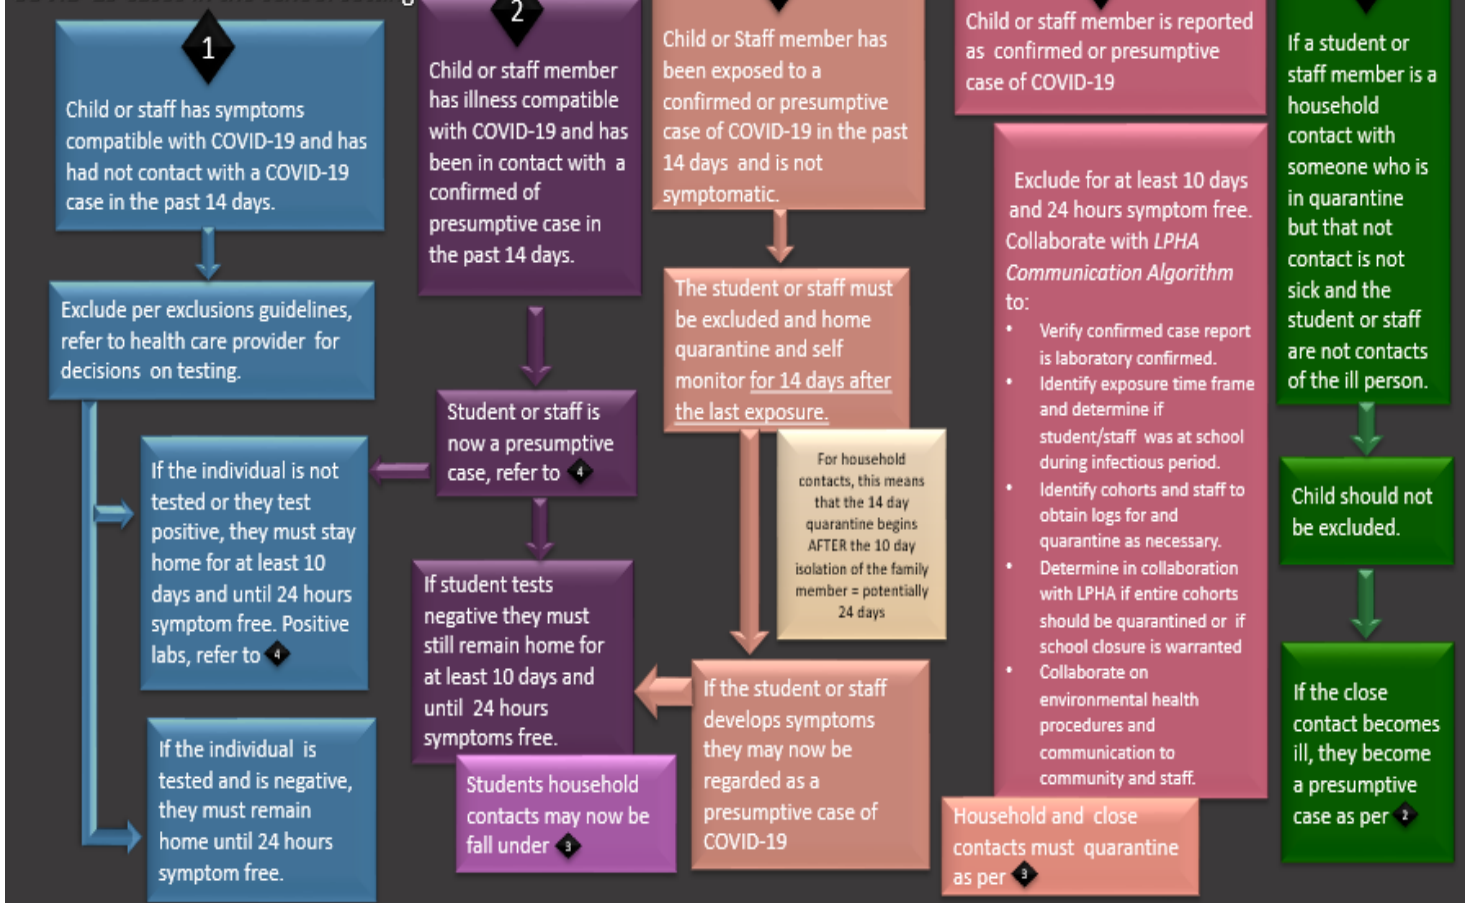 1
Child or staff has symptoms
compatible with COVID-19 and has
had not contact with a COVID-19
case in the past 14 days.
Exclude per exclusions guidelines,
refer to health care provider for
decisions on testing.
If the individual is not
tested or they test
positive, they must stay
home for at least 10
days and until 24 hours
symptom free. Positive
labs, refer to 4
If the individual is
tested and is negative,
they must remain
home until 24 hours
symptom free.
2
Child or staff member
has illness compatible
with COVID-19 and has
been in contact with a
confirmed of
presumptive case in
the past 14 days.
Student or staff is
now a presumptive
case, refer to 4
If student tests
negative they must
still remain home for
at least 10 days and
until 24 hours
symptoms free.
Students household
contacts may now be
fall under 3
Child or Staff member has
been exposed to a
confirmed or presumptive
case of COVID-19 in the past
14 days and is not
symptomatic.
The student or staff must
be excluded and home
quarantine and self
monitor for 14 days after
the last exposure.
For household
contacts, this means
that the 14 day
quarantine begins
AFTER the 10 day
isolation of the family
member = potentially
24 days
If the student or staff
develops symptoms
they may now be
regarded as a
presumptive case of
COVID-19
Child or staff member is reported
as confirmed or presumptive
case of COVID-19
Exclude for at least 10 days
and 24 hours symptom free.
Collaborate with LPHA
Communication Algorithm
to:
• Verify confirmed case report
is laboratory confirmed.
• Identify exposure time frame
and determine if
student/staff was at school
during infectious period.
• Identify cohorts and staff to
obtain logs for and
quarantine as necessary.
• Determine in collaboration
with LPHA if entire cohorts
should be quarantined or if
school closure is warranted
• Collaborate on
environmental health
procedures and
communication to
community and staff.
Household and close
contacts must quarantine
as per 3
If a student or
staff member is a
household
contact with
someone who is
in quarantine
but that not
contact is not
sick and the
student or staff
are not contacts
of the ill person.
Child should not
be excluded.
If the close
contact becomes
ill, they become
a presumptive
case as per 2